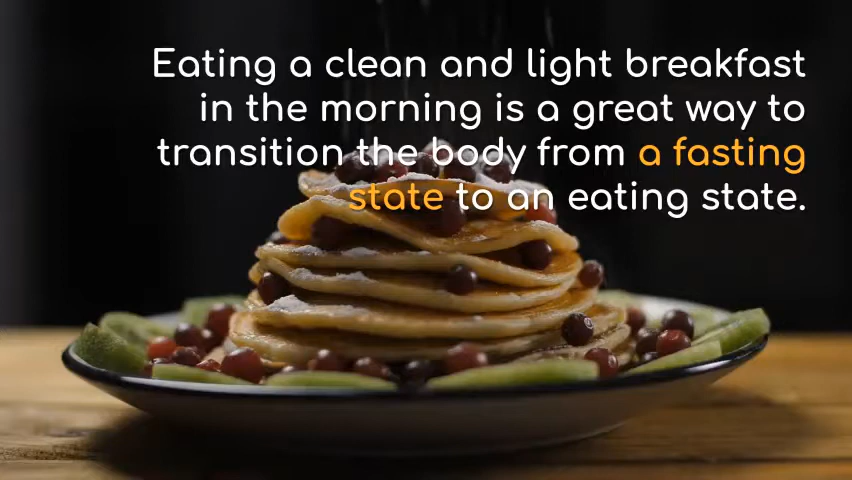 Eating a clean and light breakfast
in the morning is a great way to
transition the body from a fasting
state to an eating state.